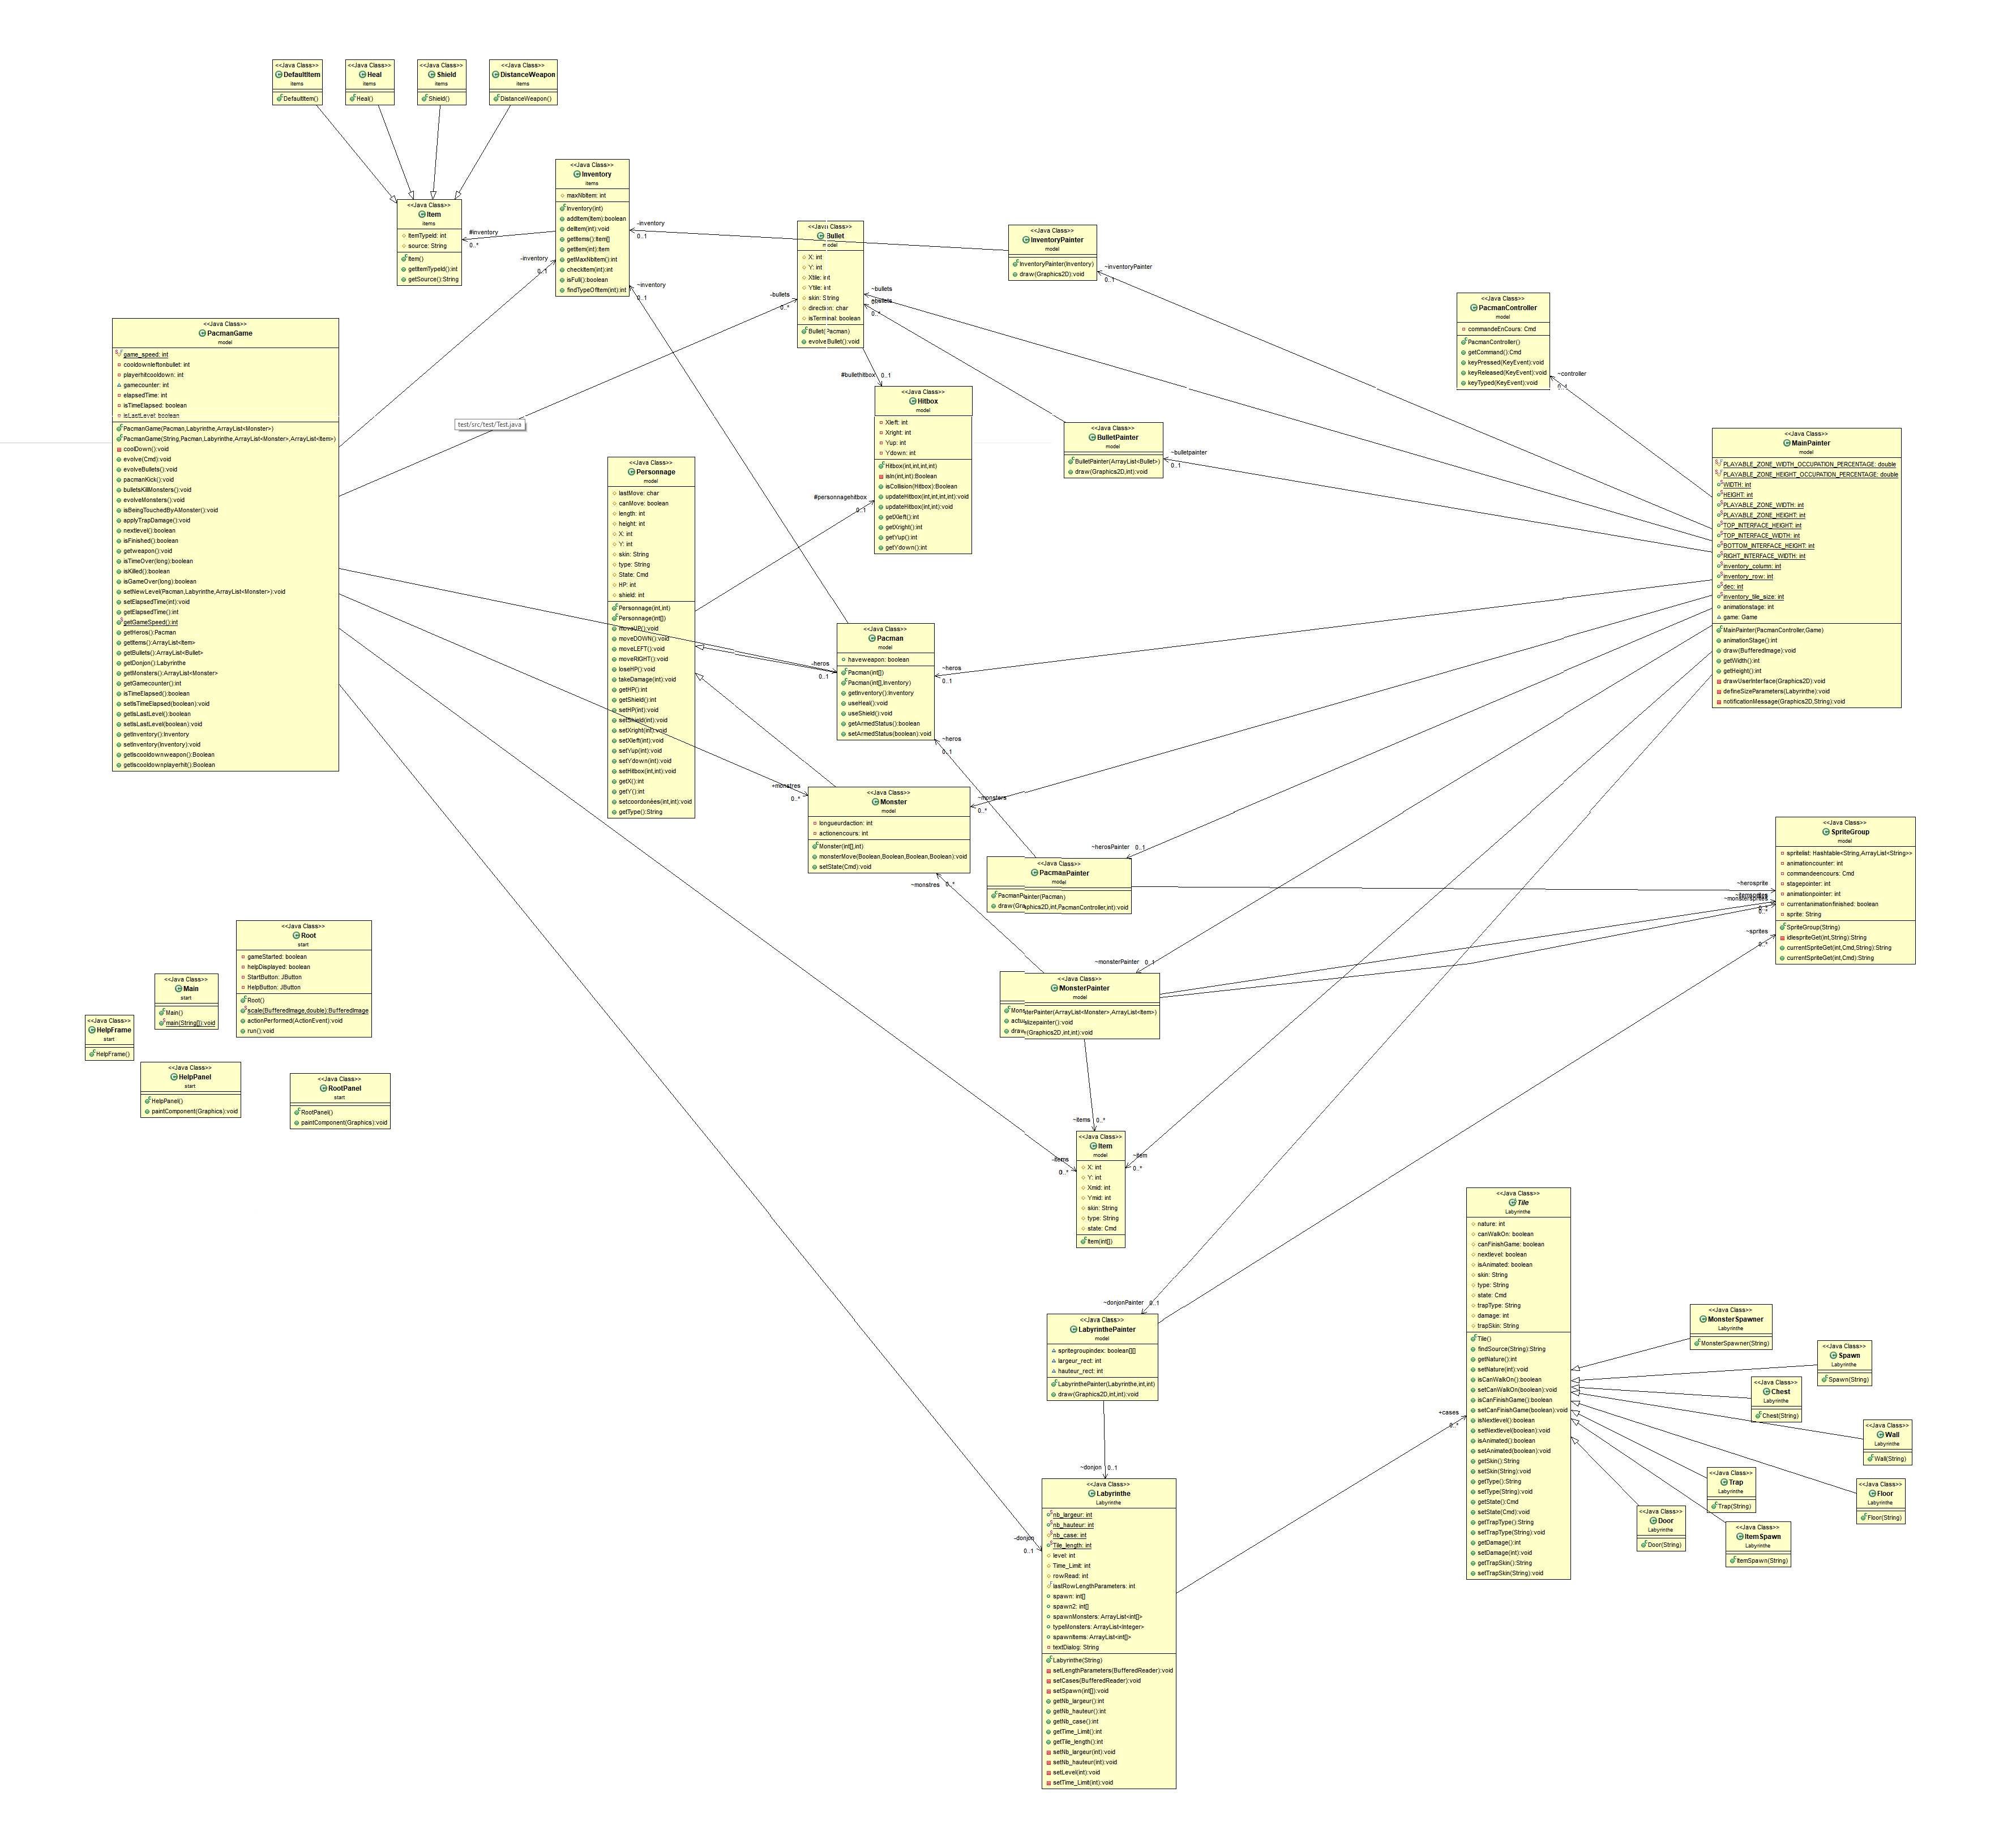 <<Java Class>>
DefaultItem
items
DefaultItem()
<<Java Class>>
Heal
items
Heal()
<<Java Class>>
Shield
items
Shield()
<<Java Class>>
DistanceWeapon
items
DistanceWeapon()
<<Java Class>>
Item
items
ItemTypeId: int
source: String
Item()
getItemTypeId():int
getSource():String
#inventory
0..*
<<Java Class>>
Inventory
items
maxNbItem: int
Inventory(int)
addItem(Item):boolean
delItem(int):void
getItems():Item[]
getItem(int):Item
getMaxNbItem():int
checkItem(int):int
isFull():boolean
findTypeOfItem(int):int
-inventory
0..1
-inventory
0..1
~inventory
0..1
<<Java Class>>
Bullet
model
X: int
Y: int
Xtile: int
Ytile: int
skin: String
direction: char
isTerminal: boolean
Bullet(Pacman)
evolveBullet():void
-bullets
0..*
~bullets
0..*
#bullethitbox
0..1
<<Java Class>>
InventoryPainter
model
InventoryPainter(Inventory)
draw(Graphics2D):void
~inventoryPainter
0..1
<<Java Class>>
PacmanController
model
commandeEnCours: Cmd
PacmanController()
getCommand():Cmd
keyPressed(KeyEvent):void
keyReleased(KeyEvent):void
keyTyped(KeyEvent):void
~controller
0..1
<<Java Class>>
PacmanGame
model
game_speed: int
cooldownleftonbullet: int
playerhitcooldown: int
gamecounter: int
elapsedTime: int
isTimeElapsed: boolean
isLastLevel: boolean
PacmanGame(Pacman,Labyrinthe,ArrayList<Monster>)
PacmanGame(String,Pacman,Labyrinthe,ArrayList<Monster>,ArrayList<Item>)
coolDown():void
evolve(Cmd):void
evolveBullets():void
pacmanKick():void
bulletsKillMonsters():void
evolveMonsters():void
isBeingTouchedByAMonster():void
applyTrapDamage():void
nextlevel():boolean
isFinished():boolean
getweapon():void
isTimeOver(long):boolean
isKilled():boolean
isGameOver(long):boolean
setNewLevel(Pacman,Labyrinthe,ArrayList<Monster>):void
setElapsedTime(int):void
getElapsedTime():int
getGameSpeed():int
getHeros():Pacman
getItems():ArrayList<Item>
getBullets():ArrayList<Bullet>
getDonjon():Labyrinthe
getMonsters():ArrayList<Monster>
getGamecounter():int
isTimeElapsed():boolean
setIsTimeElapsed(boolean):void
getIsLastLevel():boolean
setIsLastLevel(boolean):void
getInventory():Inventory
setInventory(Inventory):void
getIscooldownweapon():Boolean
getIscooldownplayerhit():Boolean
test/src/test/Test.java
<<Java Class>>
Hitbox
model
Xleft: int
Xright: int
Yup: int
Ydown: int
Hitbox(int,int,int,int)
isIn(int,int):Boolean
isCollision(Hitbox):Boolean
updateHitbox(int,int,int,int):void
updateHitbox(int,int):void
getXleft():int
getXright():int
getYup():int
getYdown():int
#personnagehitbox
0..1
<<Java Class>>
BulletPainter
model
BulletPainter(ArrayList<Bullet>)
draw(Graphics2D,int):void
~bulletpainter
0..1
<<Java Class>>
MainPainter
model
PLAYABLE_ZONE_WIDTH_OCCUPATION_PERCENTAGE: double
PLAYABLE_ZONE_HEIGHT_OCCUPATION_PERCENTAGE: double
WIDTH: int
HEIGHT: int
PLAYABLE_ZONE_WIDTH: int
PLAYABLE_ZONE_HEIGHT: int
TOP_INTERFACE_HEIGHT: int
TOP_INTERFACE_WIDTH: int
BOTTOM_INTERFACE_HEIGHT: int
RIGHT_INTERFACE_WIDTH: int
inventory_column: int
inventory_row: int
dec: int
inventory_tile_size: int
animationstage: int
game: Game
MainPainter(PacmanController,Game)
animationStage():int
draw(BufferedImage):void
getWidth():int
getHeight():int
drawUserInterface(Graphics2D):void
defineSizeParameters(Labyrinthe):void
notificationMessage(Graphics2D,String):void
<<Java Class>>
Personnage
model
lastMove: char
canMove: boolean
length: int
height: int
X: int
Y: int
skin: String
type: String
State: Cmd
HP: int
shield: int
Personnage(int,int)
Personnage(int[])
moveUP():void
moveDOWN():void
moveLEFT():void
moveRIGHT():void
loseHP():void
takeDamage(int):void
getHP():int
getShield():int
setHP(int):void
setShield(int):void
setXright(int):void
setXleft(int):void
setYup(int):void
setYdown(int):void
setHitbox(int,int):void
getX():int
getY():int
setcoordonées(int,int):void
getType():String
<<Java Class>>
Pacman
model
haveweapon: boolean
Pacman(int[])
Pacman(int[],Inventory)
getInventory():Inventory
useHeal():void
useShield():void
getArmedStatus():boolean
setArmedStatus(boolean):void
-heros
0..1
~heros
0..1
~heros
0..1
<<Java Class>>
Monster
model
longueurdaction: int
actionencours: int
Monster(int[],int)
monsterMove(Boolean,Boolean,Boolean,Boolean):void
setState(Cmd):void
+monstres
0..*
~monsters
0..*
~monstres
0..*
<<Java Class>>
PacmanPainter
model
PacmanPainter(Pacman)
draw(Graphics2D,int,PacmanController,int):void
~herosPainter
0..1
<<Java Class>>
SpriteGroup
model
spritelist: Hashtable<String,ArrayList<String>>
animationcounter: int
commandeencours: Cmd
stagepointer: int
animationpointer: int
currentanimationfinished: boolean
sprite: String
SpriteGroup(String)
idlespriteGet(int,String):String
currentSpriteGet(int,Cmd,String):String
currentSpriteGet(int,Cmd):String
~herosprite
~monstersprites
0..*
~sprites
0..*
<<Java Class>>
Root
start
gameStarted: boolean
helpDisplayed: boolean
StartButton: JButton
HelpButton: JButton
Root()
scale(BufferedImage,double):BufferedImage
actionPerformed(ActionEvent):void
run():void
<<Java Class>>
Main
start
Main()
main(String[]):void
<<Java Class>>
HelpFrame
start
HelpFrame()
<<Java Class>>
HelpPanel
start
HelpPanel()
paintComponent(Graphics):void
<<Java Class>>
RootPanel
start
RootPanel()
paintComponent(Graphics):void
<<Java Class>>
MonsterPainter
model
MonsterPainter(ArrayList<Monster>,ArrayList<Item>)
actualizepainter():void
draw(Graphics2D,int,int):void
~monsterPainter
0..1
<<Java Class>>
Item
model
X: int
Y: int
Xmid: int
Ymid: int
skin: String
type: String
state: Cmd
Item(int[])
~items
0..*
-items
0..*
~item
0..*
<<Java Class>>
LabyrinthePainter
model
spritegroupindex: boolean[][]
largeur_rect: int
hauteur_rect: int
LabyrinthePainter(Labyrinthe,int,int)
draw(Graphics2D,int,int):void
~donjonPainter
0..1
<<Java Class>>
Labyrinthe
Labyrinthe
nb_largeur: int
nb_hauteur: int
nb_case: int
Tile_length: int
level: int
Time_Limit: int
rowRead: int
lastRowLengthParameters: int
spawn: int[]
spawn2: int[]
spawnMonsters: ArrayList<int[]>
typeMonsters: ArrayList<Integer>
spawnItems: ArrayList<int[]>
textDialog: String
Labyrinthe(String)
setLengthParameters(BufferedReader):void
setCases(BufferedReader):void
setSpawn(int[]):void
getNb_largeur():int
getNb_hauteur():int
getNb_case():int
getTime_Limit():int
getTile_length():int
setNb_largeur(int):void
setNb_hauteur(int):void
setLevel(int):void
setTime_Limit(int):void
~donjon
0..1
-donjon
0..1
<<Java Class>>
Tile
Labyrinthe
nature: int
canWalkOn: boolean
canFinishGame: boolean
nextlevel: boolean
isAnimated: boolean
skin: String
type: String
state: Cmd
trapType: String
damage: int
trapSkin: String
Tile()
findSource(String):String
getNature():int
setNature(int):void
isCanWalkOn():boolean
setCanWalkOn(boolean):void
isCanFinishGame():boolean
setCanFinishGame(boolean):void
isNextlevel():boolean
setNextlevel(boolean):void
isAnimated():boolean
setAnimated(boolean):void
getSkin():String
setSkin(String):void
getType():String
setType(String):void
getState():Cmd
setState(Cmd):void
getTrapType():String
setTrapType(String):void
getDamage():int
setDamage(int):void
getTrapSkin():String
setTrapSkin(String):void
+cases
0..*
<<Java Class>>
MonsterSpawner
Labyrinthe
MonsterSpawner(String)
<<Java Class>>
Spawn
Labyrinthe
Spawn(String)
<<Java Class>>
Chest
Labyrinthe
Chest(String)
<<Java Class>>
Wall
Labyrinthe
Wall(String)
<<Java Class>>
Trap
Labyrinthe
Trap(String)
<<Java Class>>
Floor
Labyrinthe
Floor(String)
<<Java Class>>
Door
Labyrinthe
Door(String)
<<Java Class>>
ItemSpawn
Labyrinthe
ItemSpawn(String)